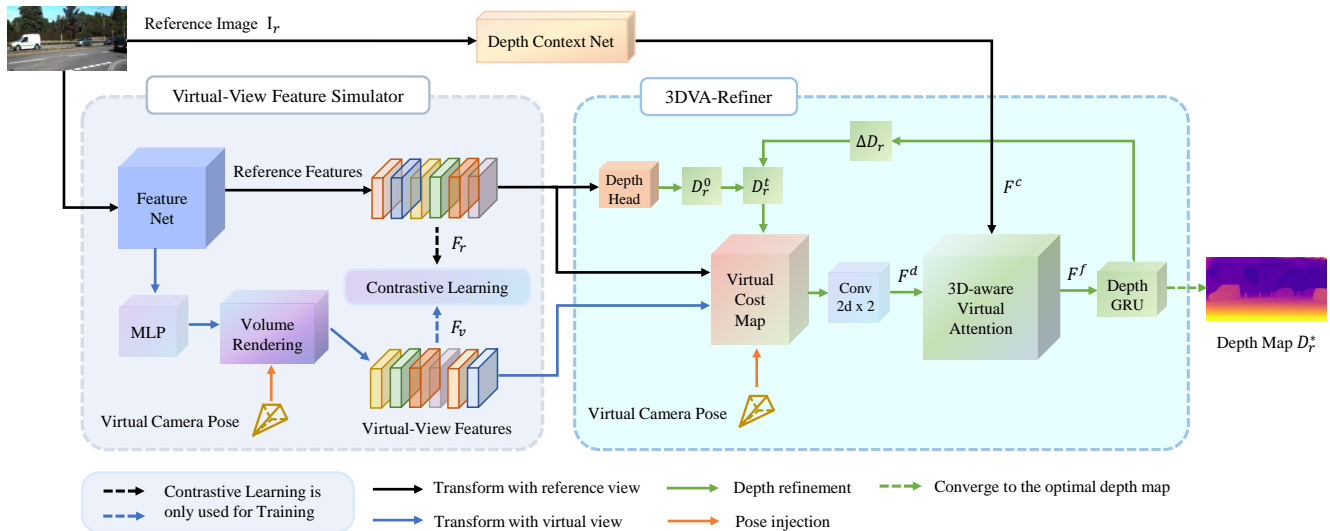 Reference Image I_r
Depth Context Net
Virtual-View Feature Simulator
3DVA-Refiner
ΔD_r
Reference Features
Feature
Net
Depth
Head
D_r^0
D_r^t
F^c
F_r
Contrastive Learning
F_v
MLP
Volume
Rendering
Virtual
Cost
Map
Conv
2d x 2
F^d
3D-aware
Virtual
Attention
F^f
Depth
GRU
Depth Map D_r^*
Virtual Camera Pose
Virtual-View Features
Virtual Camera Pose
Contrastive Learning is
only used for Training
Transform with reference view
Transform with virtual view
Depth refinement
Pose injection
Converge to the optimal depth map